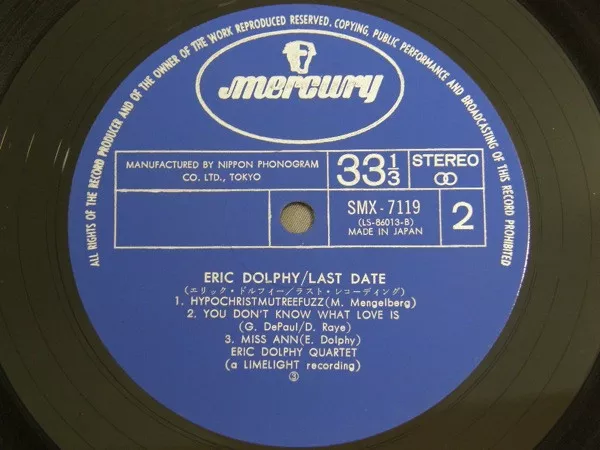 ALL RIGHTS OF THE RECORD PRODUCER AND OF THE OWNER OF THE WORK REPRODUCED RESERVED. COPYING, PUBLIC PERFORMANCE AND BROADCASTING OF THIS RECORD PROHIBITED
mercury
MANUFACTURED BY NIPPON PHONOGRAM
CO. LTD., TOKYO
33 1/3
STEREO
SMX-7119
(LS-86013-B)
MADE IN JAPAN
2
ERIC DOLPHY/LAST DATE
(エリック・ドルフィー/ラスト・レコーディング)
1. HYPOCHRISTMUTREEFUZZ(M. Mengelberg)
2. YOU DON'T KNOW WHAT LOVE IS
(G. DePaul/D. Raye)
3. MISS ANN(E. Dolphy)
ERIC DOLPHY QUARTET
(a LIMELIGHT recording)